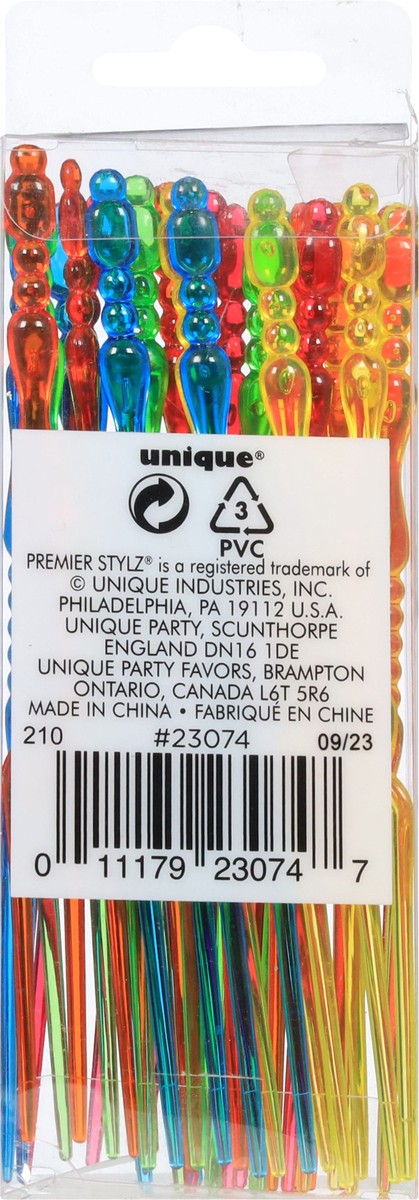 unique®
3
PVC
PREMIER STYLZ® is a registered trademark of
© UNIQUE INDUSTRIES, INC.
PHILADELPHIA, PA 19112 U.S.A.
UNIQUE PARTY, SCUNTHORPE
ENGLAND DN16 1DE
UNIQUE PARTY FAVORS, BRAMPTON
ONTARIO, CANADA L6T 5R6
MADE IN CHINA • FABRIQUÉ EN CHINE
210 #23074 09/23
0 11179 23074 7